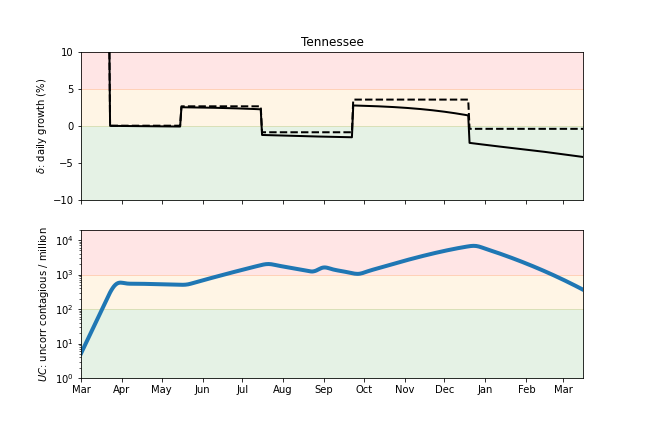 Tennessee
δ: daily growth (%)
10
5
0
−5
−10
UC: uncorr contagious / million
10⁴
10³
10²
10¹
10⁰
Mar Apr May Jun Jul Aug Sep Oct Nov Dec Jan Feb Mar